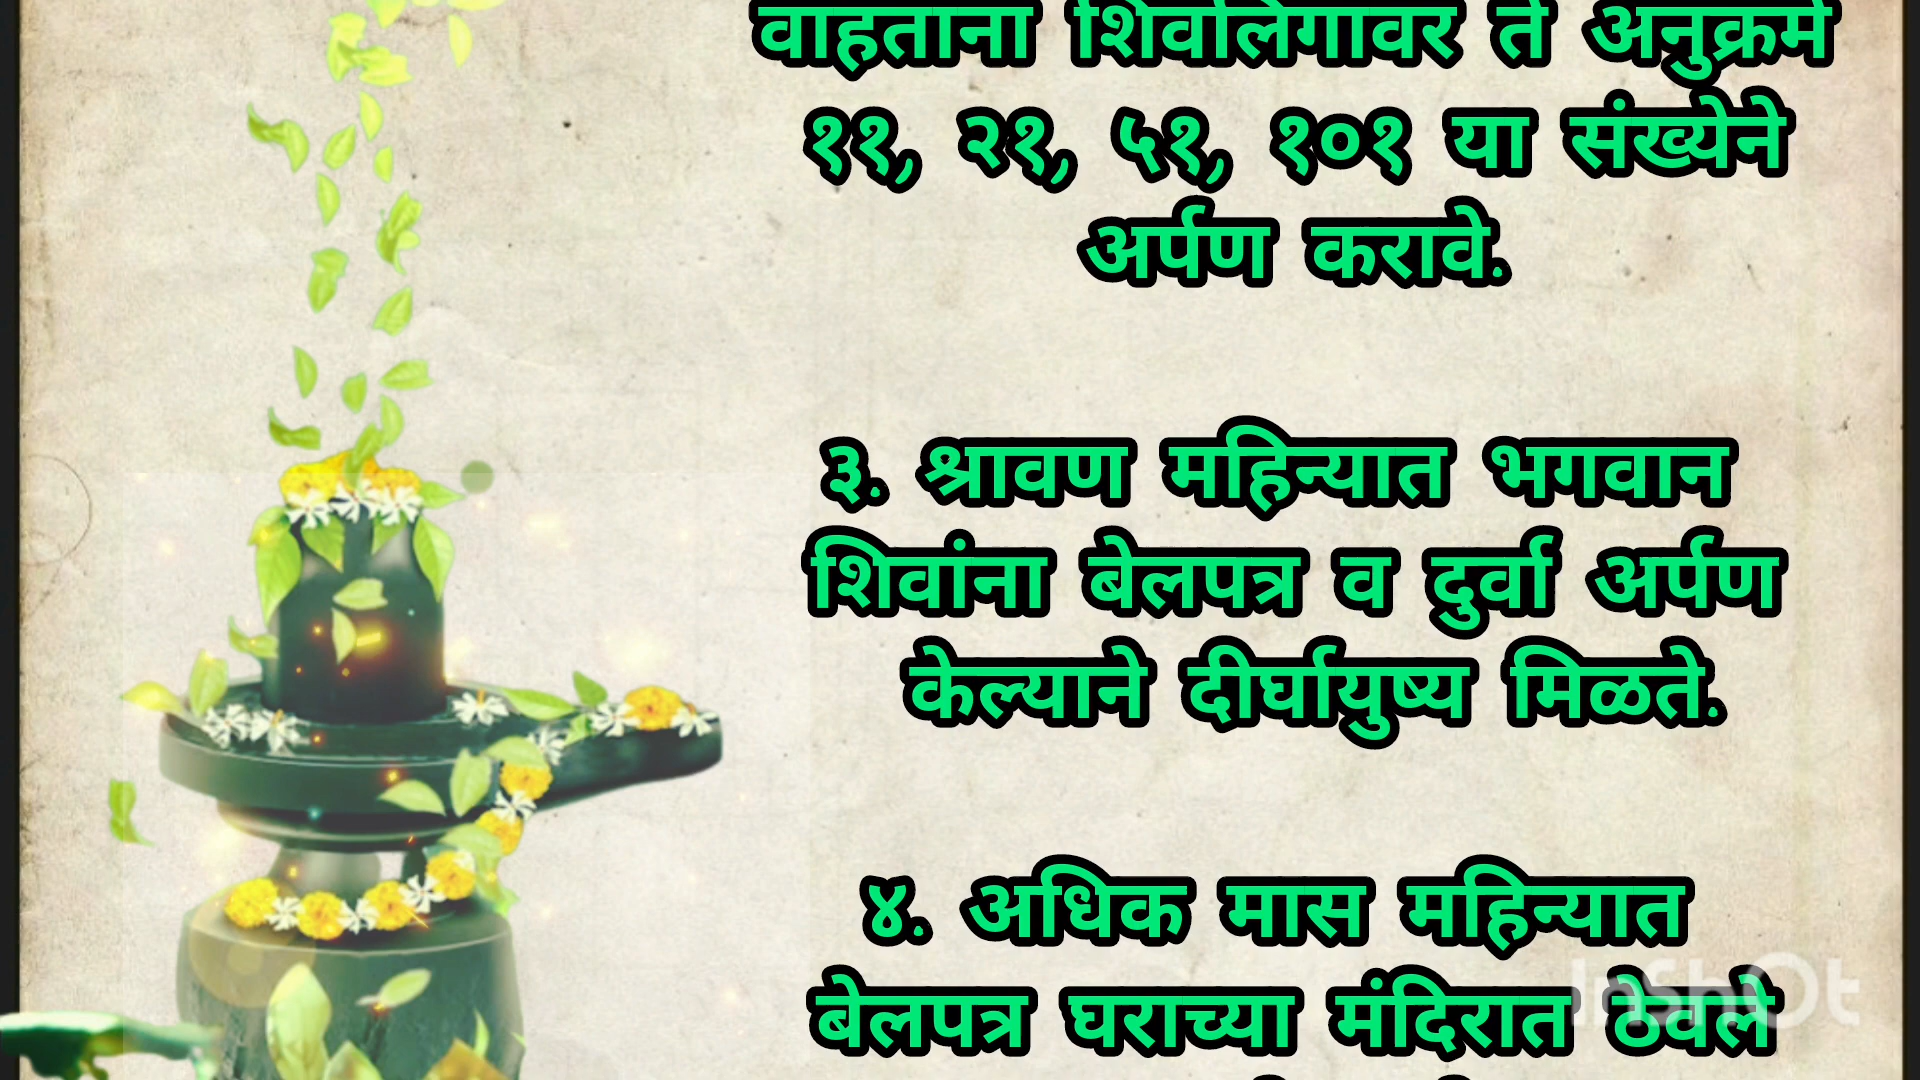 वाहताना शिवलिंगावर ते अनुक्रमे
११, २१, ५१, १०१ या संख्येने
अर्पण करावे.
३. श्रावण महिन्यात भगवान
शिवांना बेलपत्र व दुर्वा अर्पण
केल्याने दीर्घायुष्य मिळते.
४. अधिक मास महिन्यात
बेलपत्र घराच्या मंदिरात ठेवले
InShOt